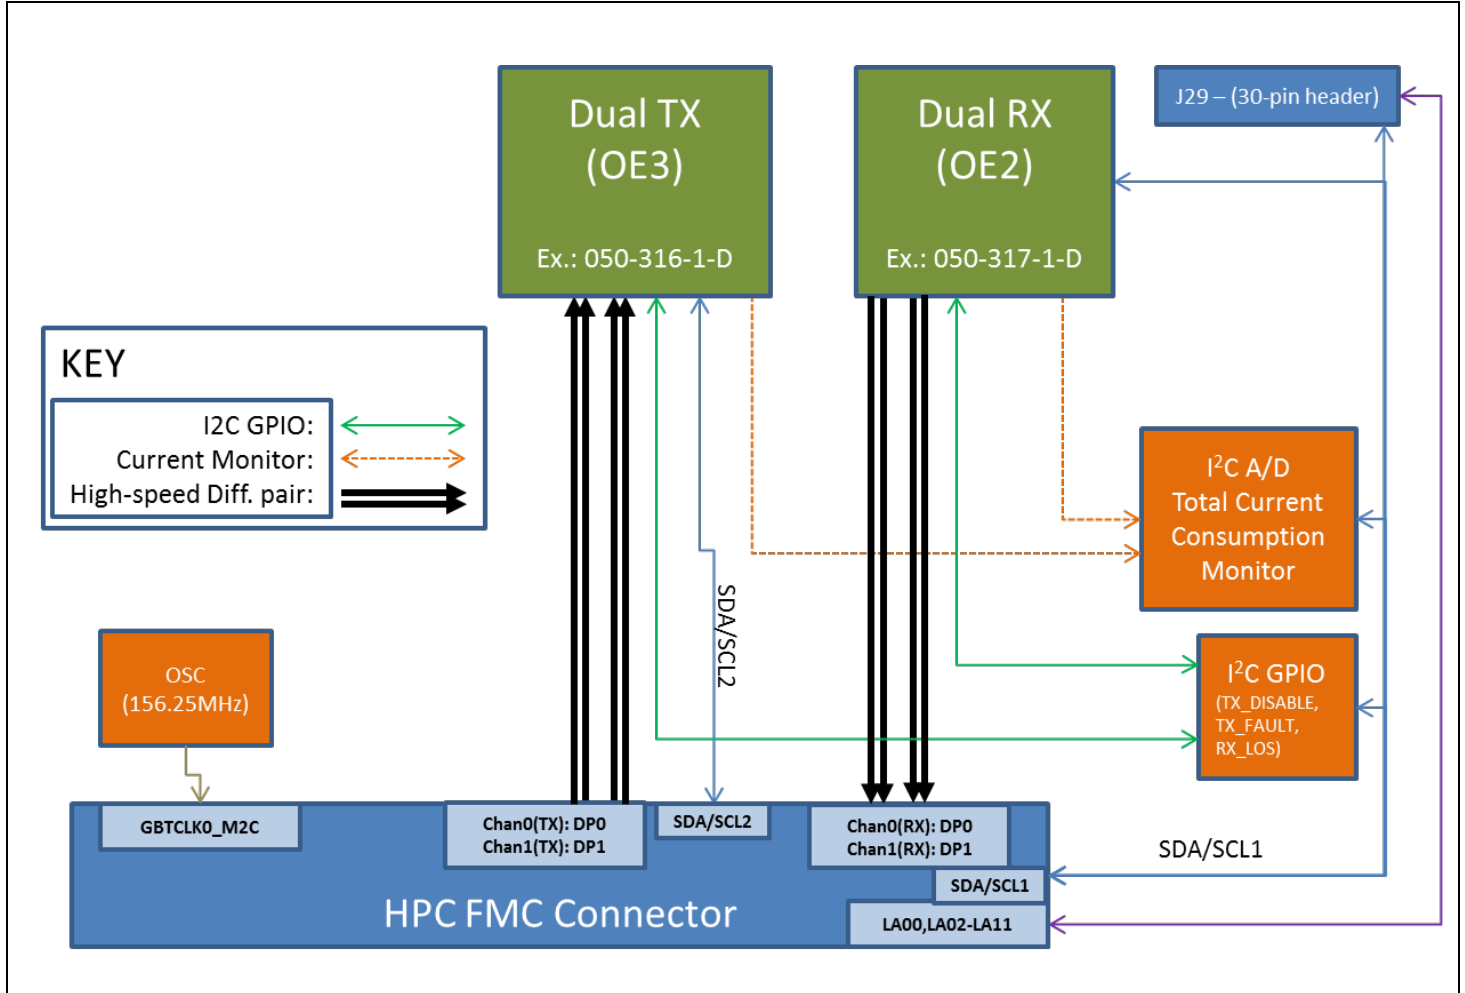 Dual TX
(OE3)
Ex.: 050-316-1-D
Dual RX
(OE2)
Ex.: 050-317-1-D
J29 – (30-pin header)
KEY
I2C GPIO:
Current Monitor:
High-speed Diff. pair:
I²C A/D
Total Current
Consumption
Monitor
SDA/SCL2
OSC
(156.25MHz)
I²C GPIO
(TX_DISABLE,
TX_FAULT,
RX_LOS)
GBTCLK0_M2C
Chan0(TX): DP0
Chan1(TX): DP1
SDA/SCL2
Chan0(RX): DP0
Chan1(RX): DP1
SDA/SCL1
SDA/SCL1
HPC FMC Connector
LA00,LA02-LA11